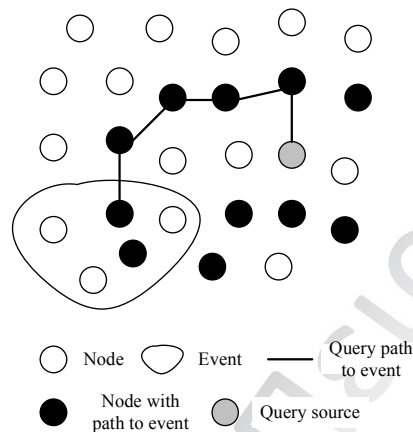 Node
Event
Query path
to event
Node with
path to event
Query source